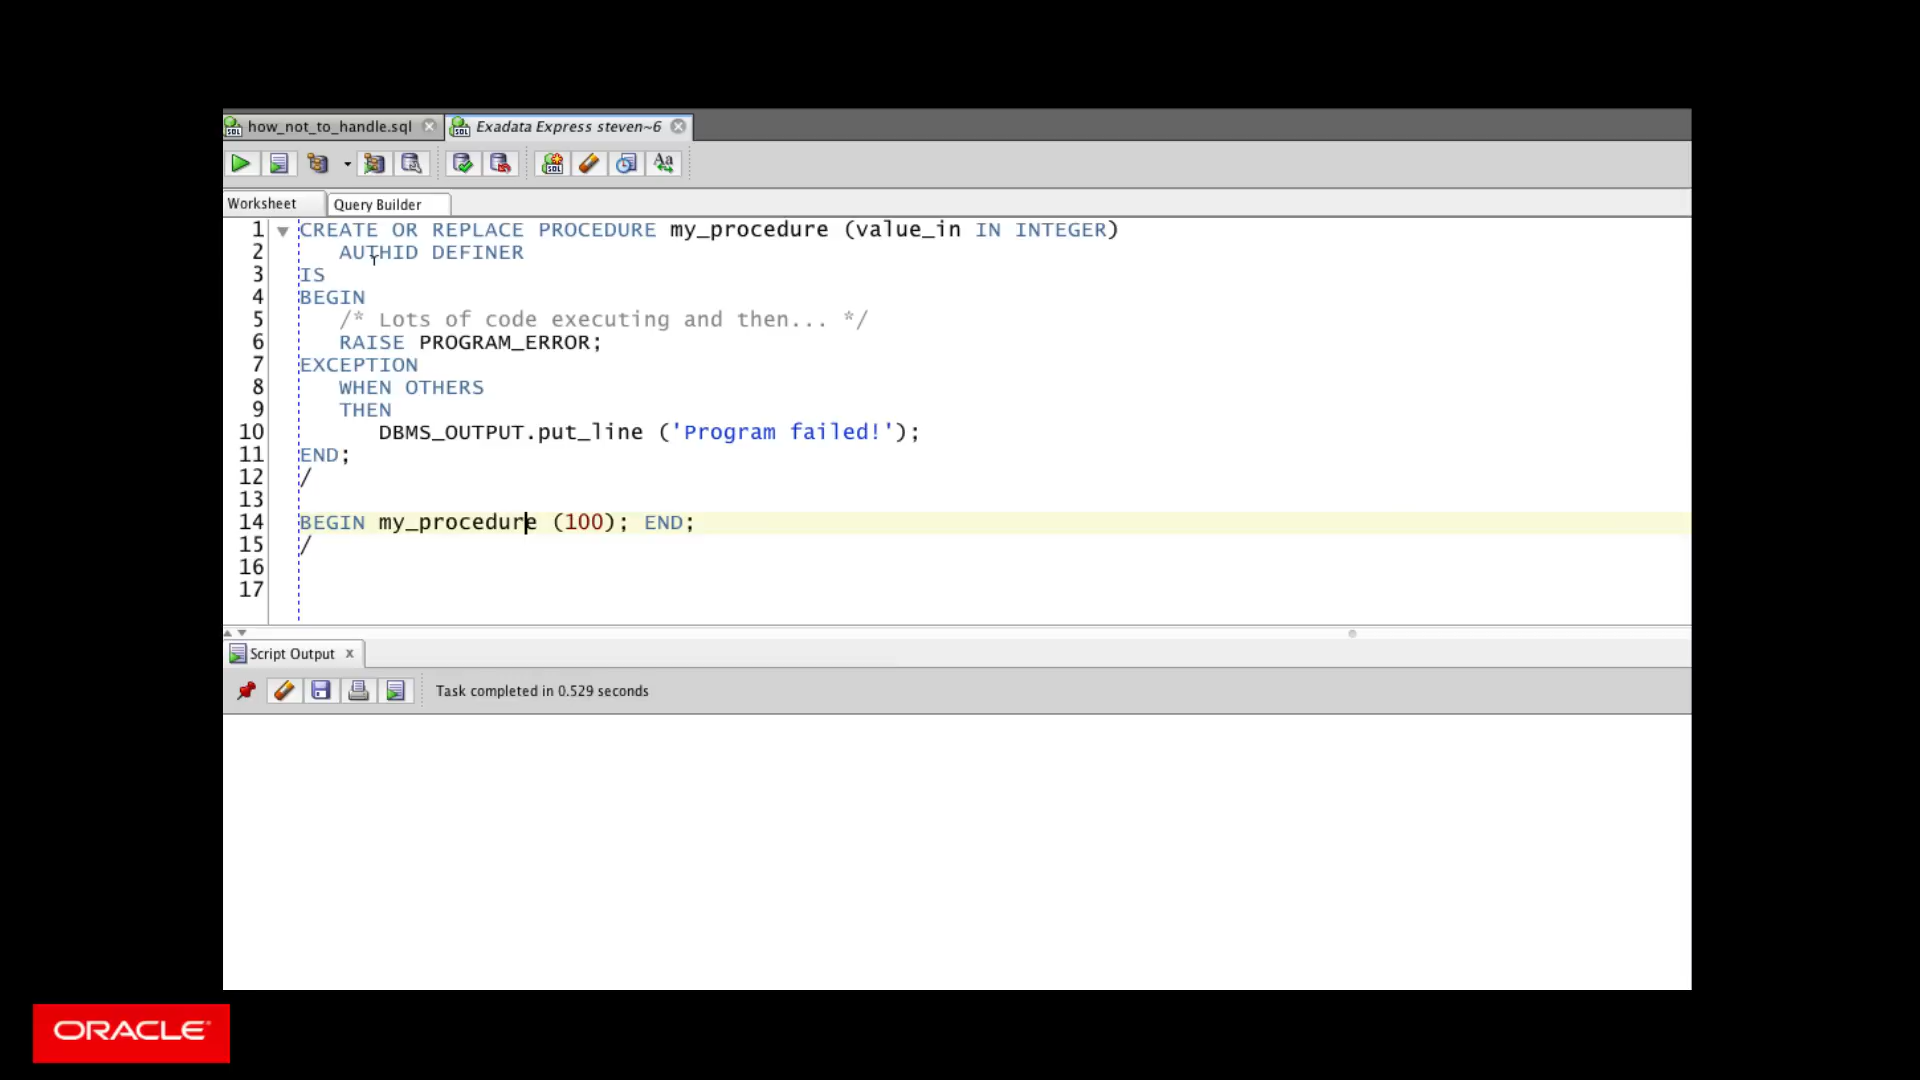 how_not_to_handle.sql Exadata Express steven~6
Worksheet Query Builder
1 CREATE OR REPLACE PROCEDURE my_procedure (value_in IN INTEGER)
2 AUTHID DEFINER
3 IS
4 BEGIN
5 /* Lots of code executing and then... */
6 RAISE PROGRAM_ERROR;
7 EXCEPTION
8 WHEN OTHERS
9 THEN
10 DBMS_OUTPUT.put_line ('Program failed!');
11 END;
12 /
13
14 BEGIN my_procedure (100); END;
15 /
16
17
Script Output x
Task completed in 0.529 seconds
ORACLE